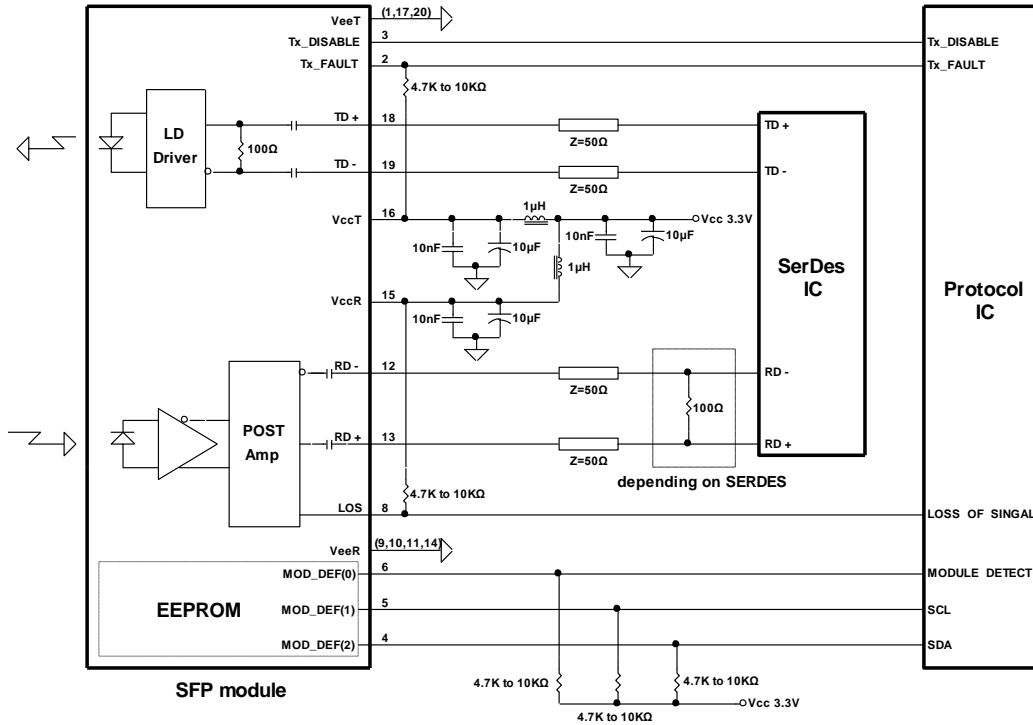 VeeT (1,17,20)
Tx_DISABLE 3 Tx_DISABLE
Tx_FAULT 2 Tx_FAULT
4.7K to 10KΩ
LD
Driver
100Ω
TD + 18 TD +
Z=50Ω
TD - 19 TD -
Z=50Ω
1µH
VccT 16 Vcc 3.3V
10nF 10µF 10nF 10µF
1µH
SerDes
IC
Protocol
IC
VccR 15
10nF 10µF
RD - 12 RD -
Z=50Ω
100Ω
POST
Amp
RD + 13 RD +
Z=50Ω
depending on SERDES
4.7K to 10KΩ
LOS 8 LOSS OF SINGAL
VeeR (9,10,11,14)
MOD_DEF(0) 6 MODULE DETECT
EEPROM
MOD_DEF(1) 5 SCL
MOD_DEF(2) 4 SDA
4.7K to 10KΩ 4.7K to 10KΩ
SFP module
Vcc 3.3V
4.7K to 10KΩ